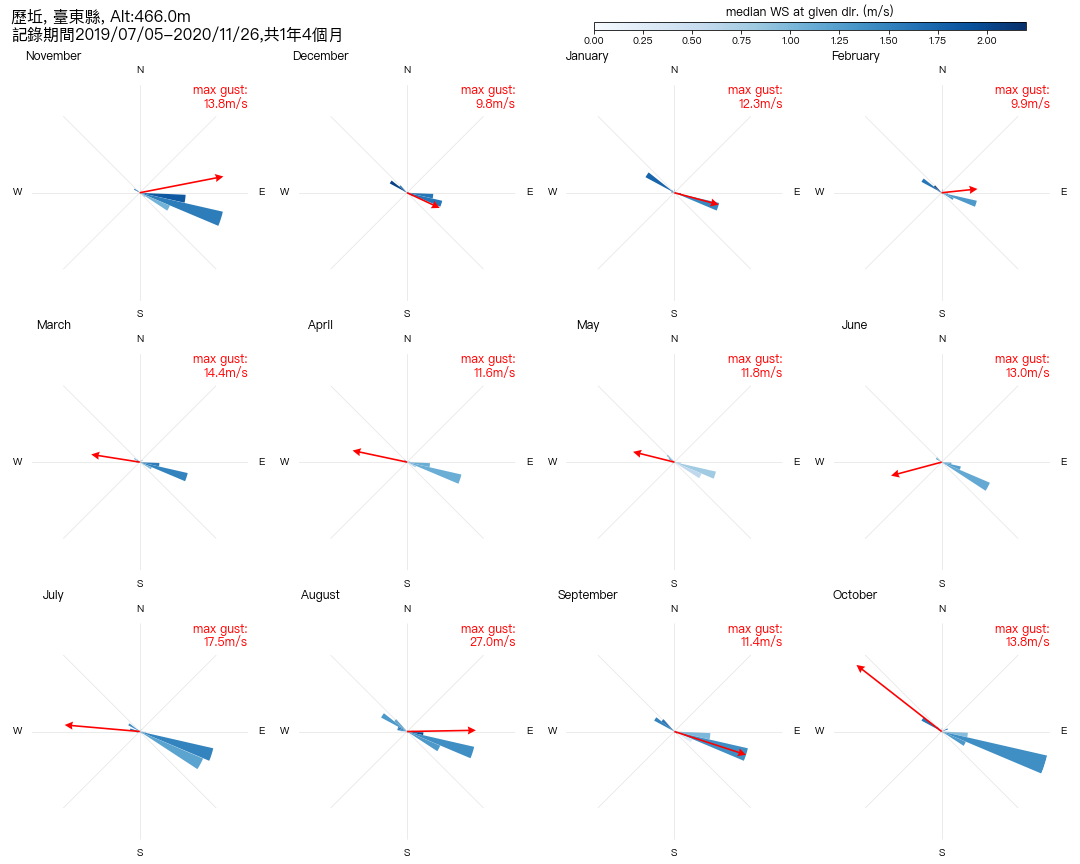 歷坵, 臺東縣, Alt:466.0m
記錄期間2019/07/05-2020/11/26,共1年4個月
median WS at given dir. (m/s)
0.00 0.25 0.50 0.75 1.00 1.25 1.50 1.75 2.00
November
N
max gust:
13.8m/s
W
E
S
December
N
max gust:
9.8m/s
W
E
S
January
N
max gust:
12.3m/s
W
E
S
February
N
max gust:
9.9m/s
W
E
S
March
N
max gust:
14.4m/s
W
E
S
April
N
max gust:
11.6m/s
W
E
S
May
N
max gust:
11.8m/s
W
E
S
June
N
max gust:
13.0m/s
W
E
S
July
N
max gust:
17.5m/s
W
E
S
August
N
max gust:
27.0m/s
W
E
S
September
N
max gust:
11.4m/s
W
E
S
October
N
max gust:
13.8m/s
W
E
S